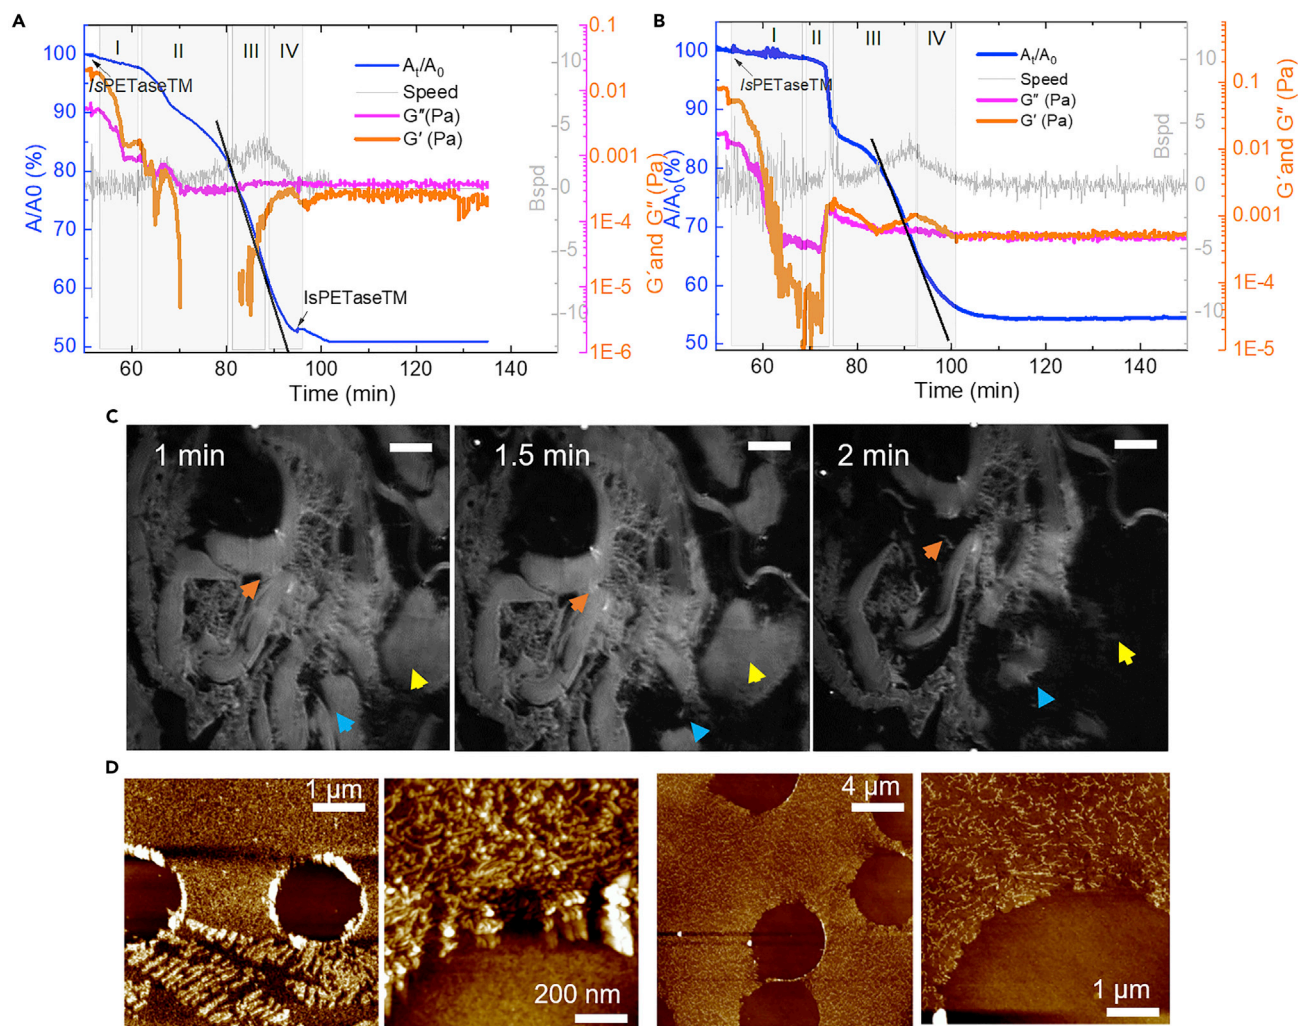 A
I
II
III
IV
100
90
80
70
60
50
A/A0 (%)
IsPETaseTM
At/A0
Speed
G″(Pa)
G′ (Pa)
IsPETaseTM
10
5
0
-5
-10
Bspd
0.1
0.01
0.001
1E-4
1E-5
1E-6
G′and G″ (Pa)
60
80
100
120
140
Time (min)
B
I
II
III
IV
100
95
90
85
80
75
70
65
60
55
50
A/A0(%)
IsPETaseTM
At/A0
Speed
G″ (Pa)
G′ (Pa)
10
5
0
-5
-10
Bspd
0.1
0.01
0.001
1E-4
1E-5
G′and G″ (Pa)
60
80
100
120
140
Time (min)
C
1 min
1.5 min
2 min
D
1 μm
200 nm
4 μm
1 μm